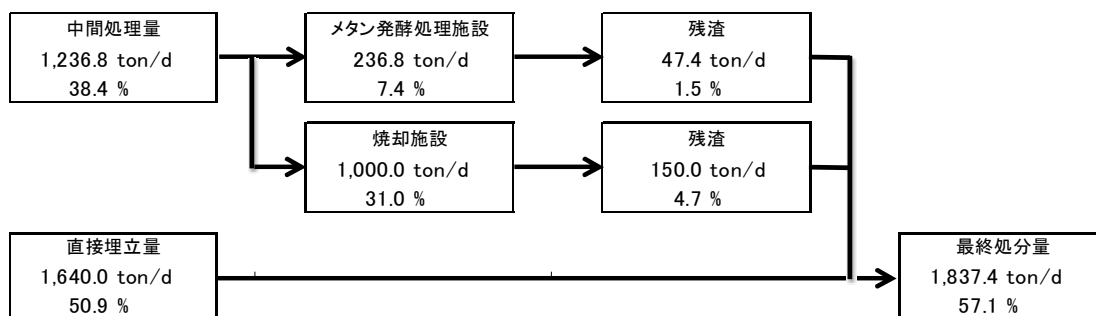 中間処理量
1,236.8 ton/d
38.4 %
メタン発酵処理施設
236.8 ton/d
7.4 %
残渣
47.4 ton/d
1.5 %
焼却施設
1,000.0 ton/d
31.0 %
残渣
150.0 ton/d
4.7 %
直接埋立量
1,640.0 ton/d
50.9 %
最終処分量
1,837.4 ton/d
57.1 %